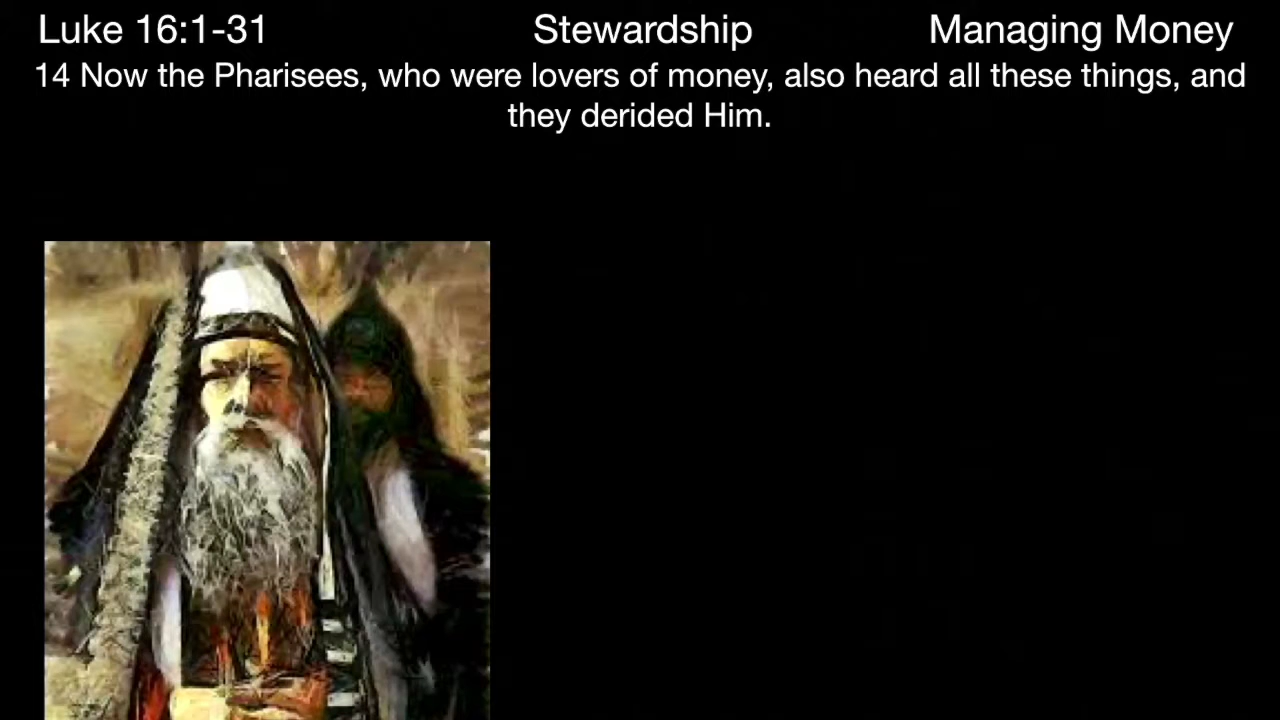 Luke 16:1-31 Stewardship Managing Money
14 Now the Pharisees, who were lovers of money, also heard all these things, and
they derided Him.